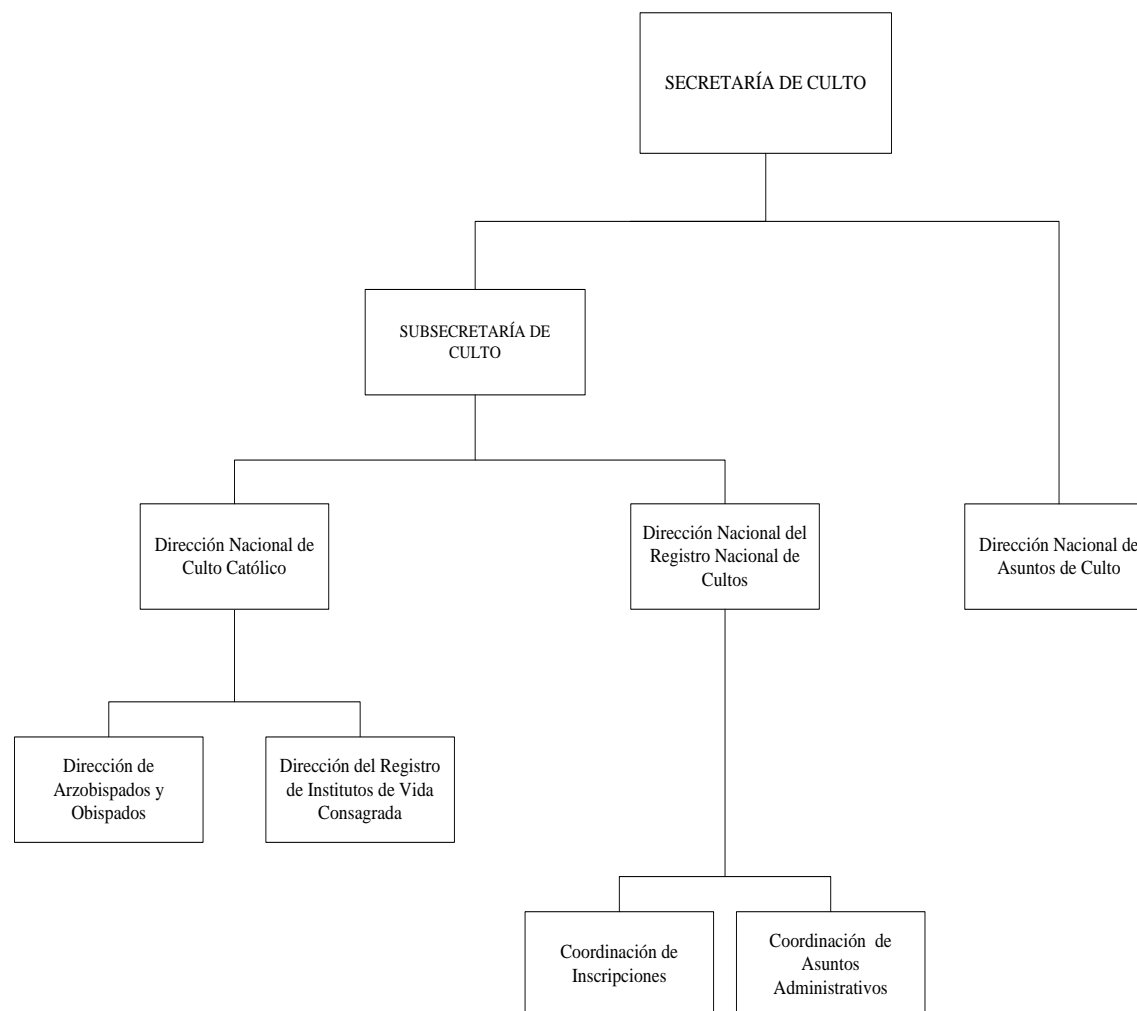 SECRETARÍA DE CULTO
SUBSECRETARÍA DE
CULTO
Dirección Nacional de
Culto Católico
Dirección Nacional del
Registro Nacional de
Cultos
Dirección Nacional de
Asuntos de Culto
Dirección de
Arzobispados y
Obispados
Dirección del Registro
de Institutos de Vida
Consagrada
Coordinación de
Inscripciones
Coordinación de
Asuntos
Administrativos